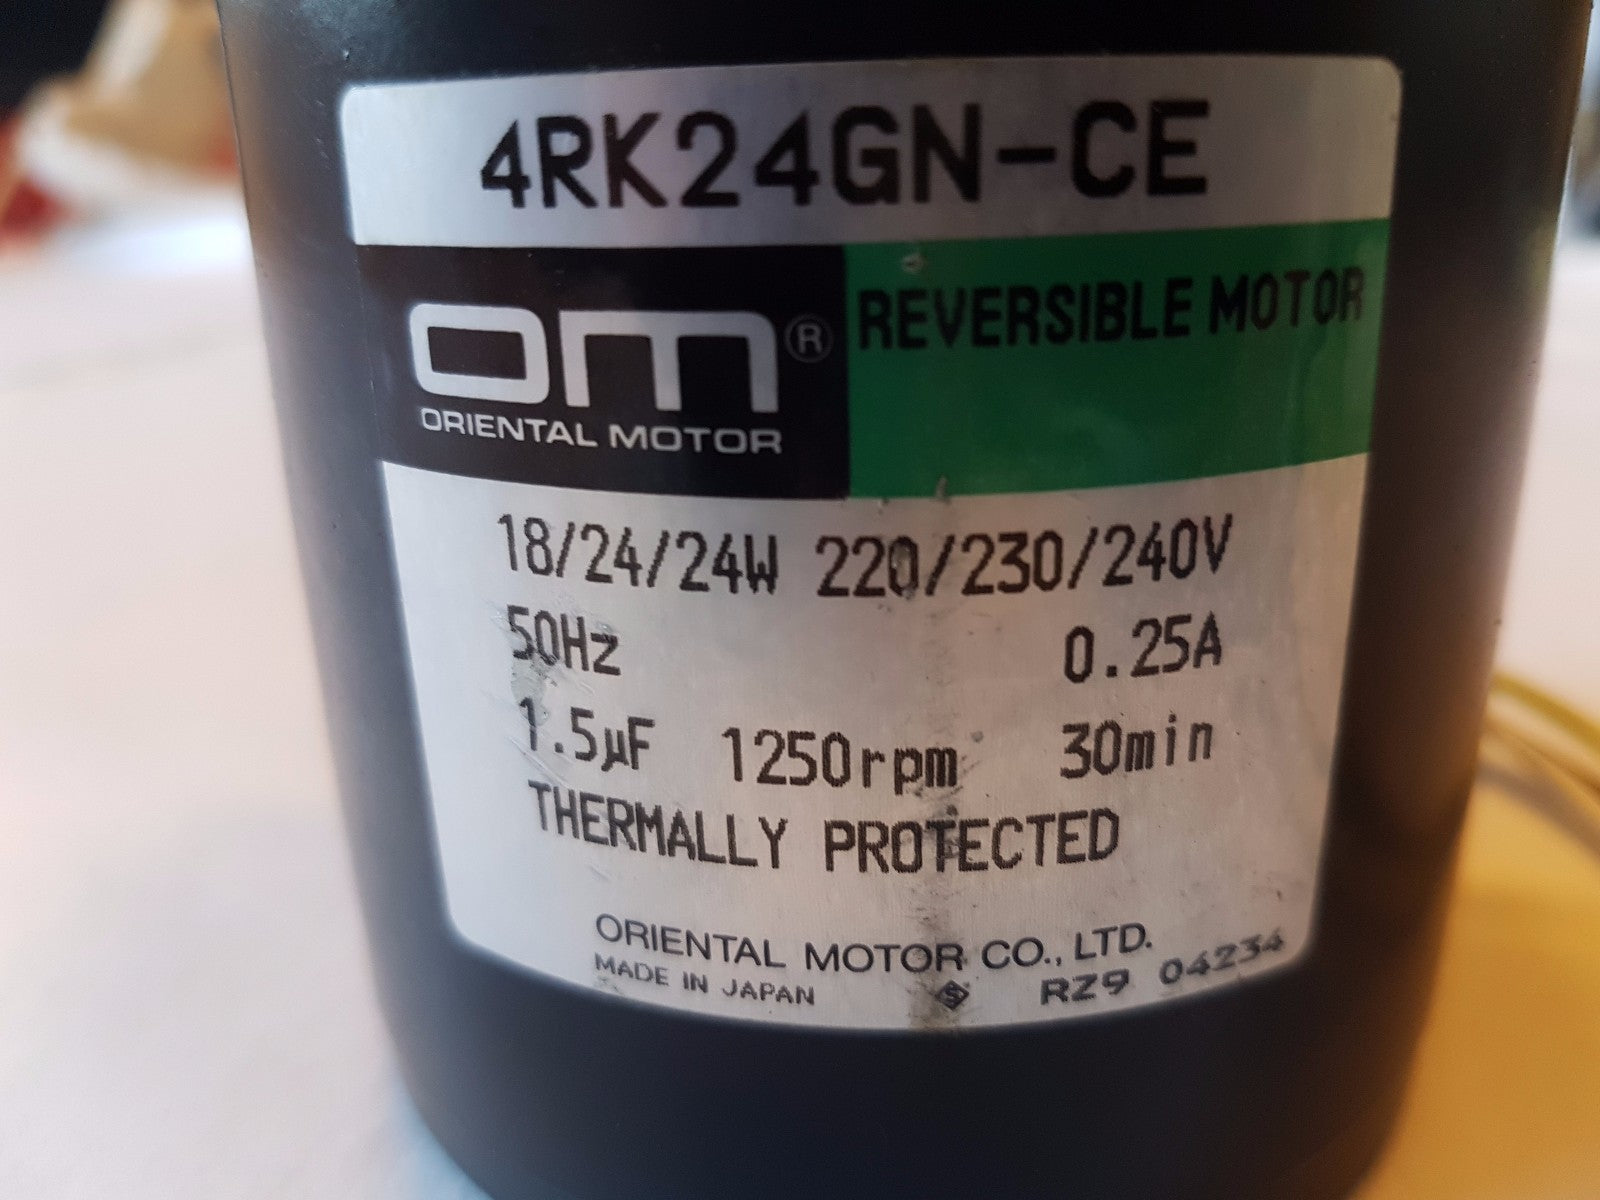 4RK24GN-CE
om® REVERSIBLE MOTOR
ORIENTAL MOTOR
18/24/24W 220/230/240V
50Hz 0.25A
1.5µF 1250rpm 30min
THERMALLY PROTECTED
ORIENTAL MOTOR CO., LTD.
MADE IN JAPAN S RZ9 04234